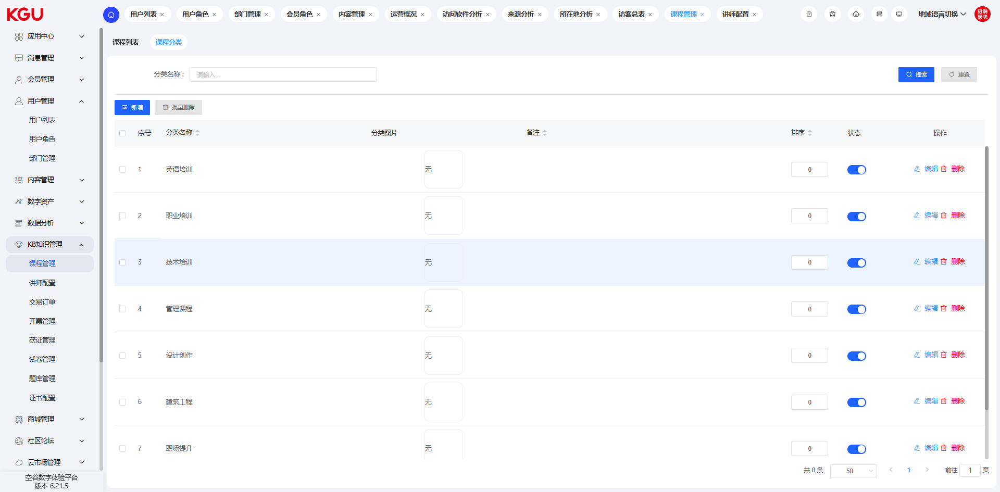 KGU
用户列表 × 用户角色 × 部门管理 × 会员角色 × 内容管理 × 运营概况 × 访问软件分析 × 来源分析 × 所在地分析 × 访客总表 × 课程管理 × 讲师配置 ×
地域语言切换
招聘
模块
应用中心
消息管理
会员管理
用户管理
用户列表
用户角色
部门管理
内容管理
数字资产
数据分析
KB知识管理
课程管理
讲师配置
交易订单
开票管理
获证管理
试卷管理
题库管理
证书配置
商城管理
社区论坛
云市场管理
空谷数字体验平台
版本 6.21.5
课程列表 课程分类
分类名称： 请输入... 搜索 重置
新增 批量删除
序号 分类名称 分类图片 备注 排序 状态 操作
1 英语培训 无 0 编辑 删除
2 职业培训 无 0 编辑 删除
3 技术培训 无 0 编辑 删除
4 管理课程 无 0 编辑 删除
5 设计创作 无 0 编辑 删除
6 建筑工程 无 0 编辑 删除
7 职场提升 无 0 编辑 删除
共 8 条 50 1 前往 1 页